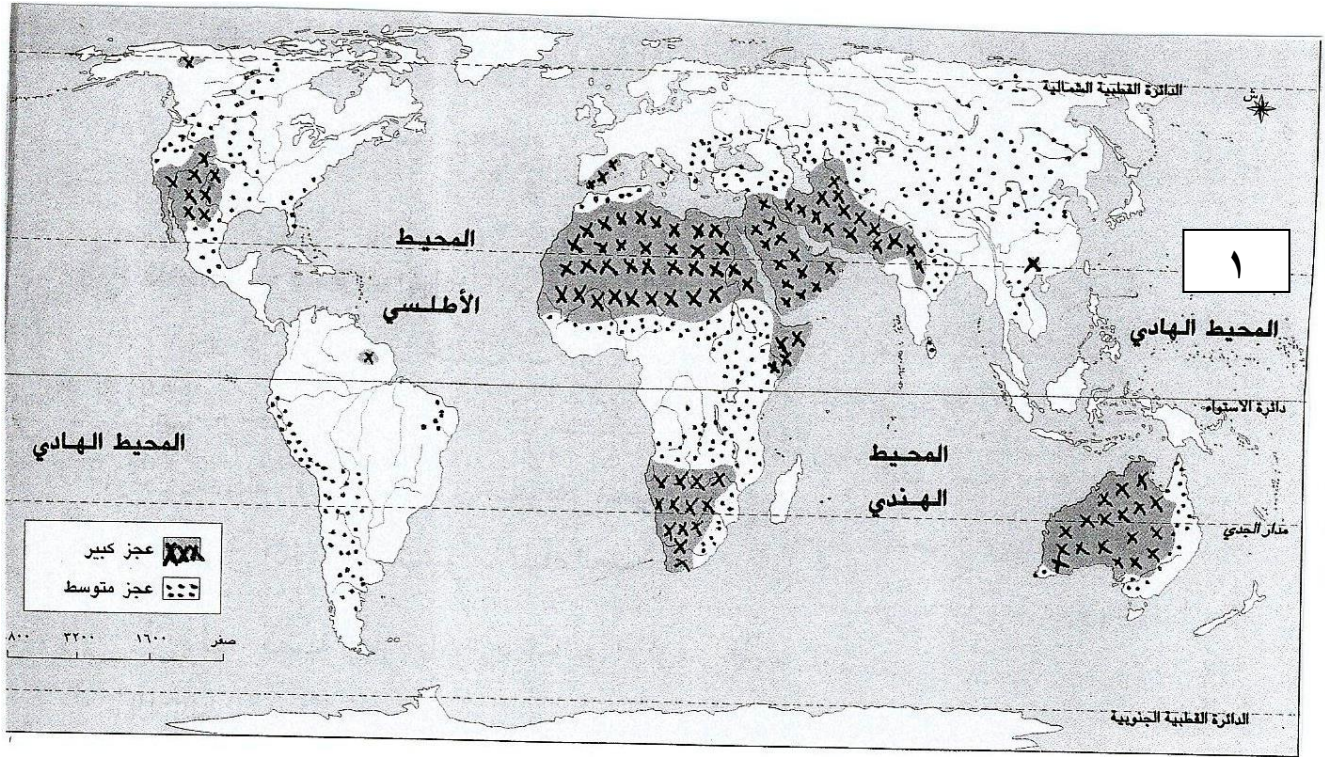 الدائرة القطبية الشمالية
ش
المحيط
الأطلسي
١
المحيط الهادي
دائرة الاستواء
المحيط الهادي
المحيط
الهندي
مدار الجدي
عجز كبير
عجز متوسط
صفر ١٦٠٠ ٣٢٠٠ ٨٠٠
الدائرة القطبية الجنوبية